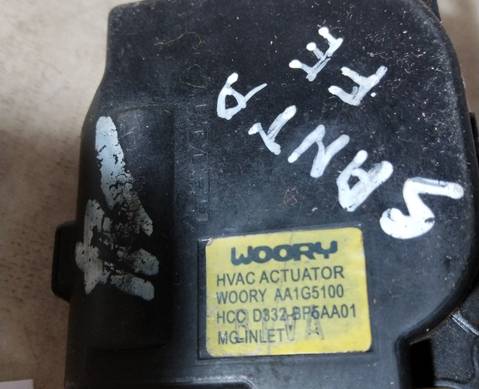 SANTA
FE
WOORY
HVAC ACTUATOR
WOORY AA1G5100
HCC D332-BP5AA01
MG-INLET